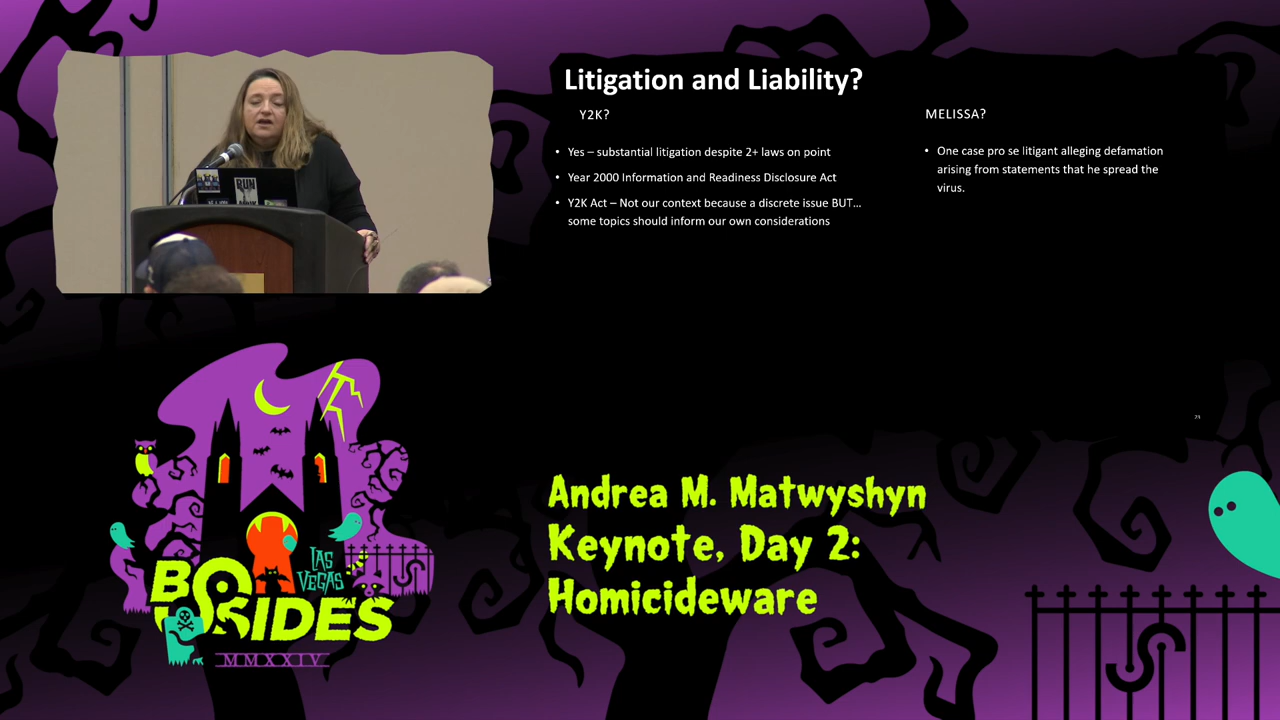 Litigation and Liability?
Y2K?
• Yes – substantial litigation despite 2+ laws on point
• Year 2000 Information and Readiness Disclosure Act
• Y2K Act – Not our context because a discrete issue BUT...
some topics should inform our own considerations
MELISSA?
• One case pro se litigant alleging defamation
arising from statements that he spread the
virus.
RUN
LAS
VEGAS
BSIDES
MMXXIV
Andrea M. Matwyshyn
Keynote, Day 2:
Homicideware